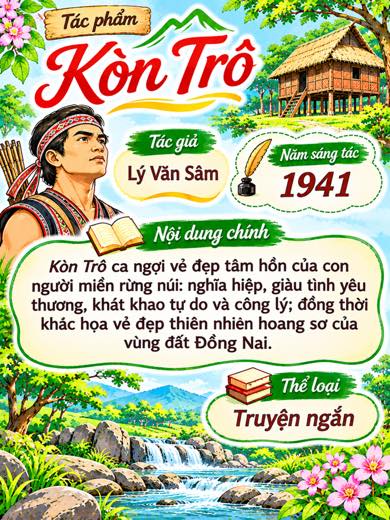 Tác phẩm
Kòn Trô
Tác giả
Lý Văn Sâm
Năm sáng tác
1941
Nội dung chính
Kòn Trô ca ngợi vẻ đẹp tâm hồn của con
người miền rừng núi: nghĩa hiệp, giàu tình yêu
thương, khát khao tự do và công lý; đồng thời
khắc họa vẻ đẹp thiên nhiên hoang sơ của
vùng đất Đồng Nai.
Thể loại
Truyện ngắn